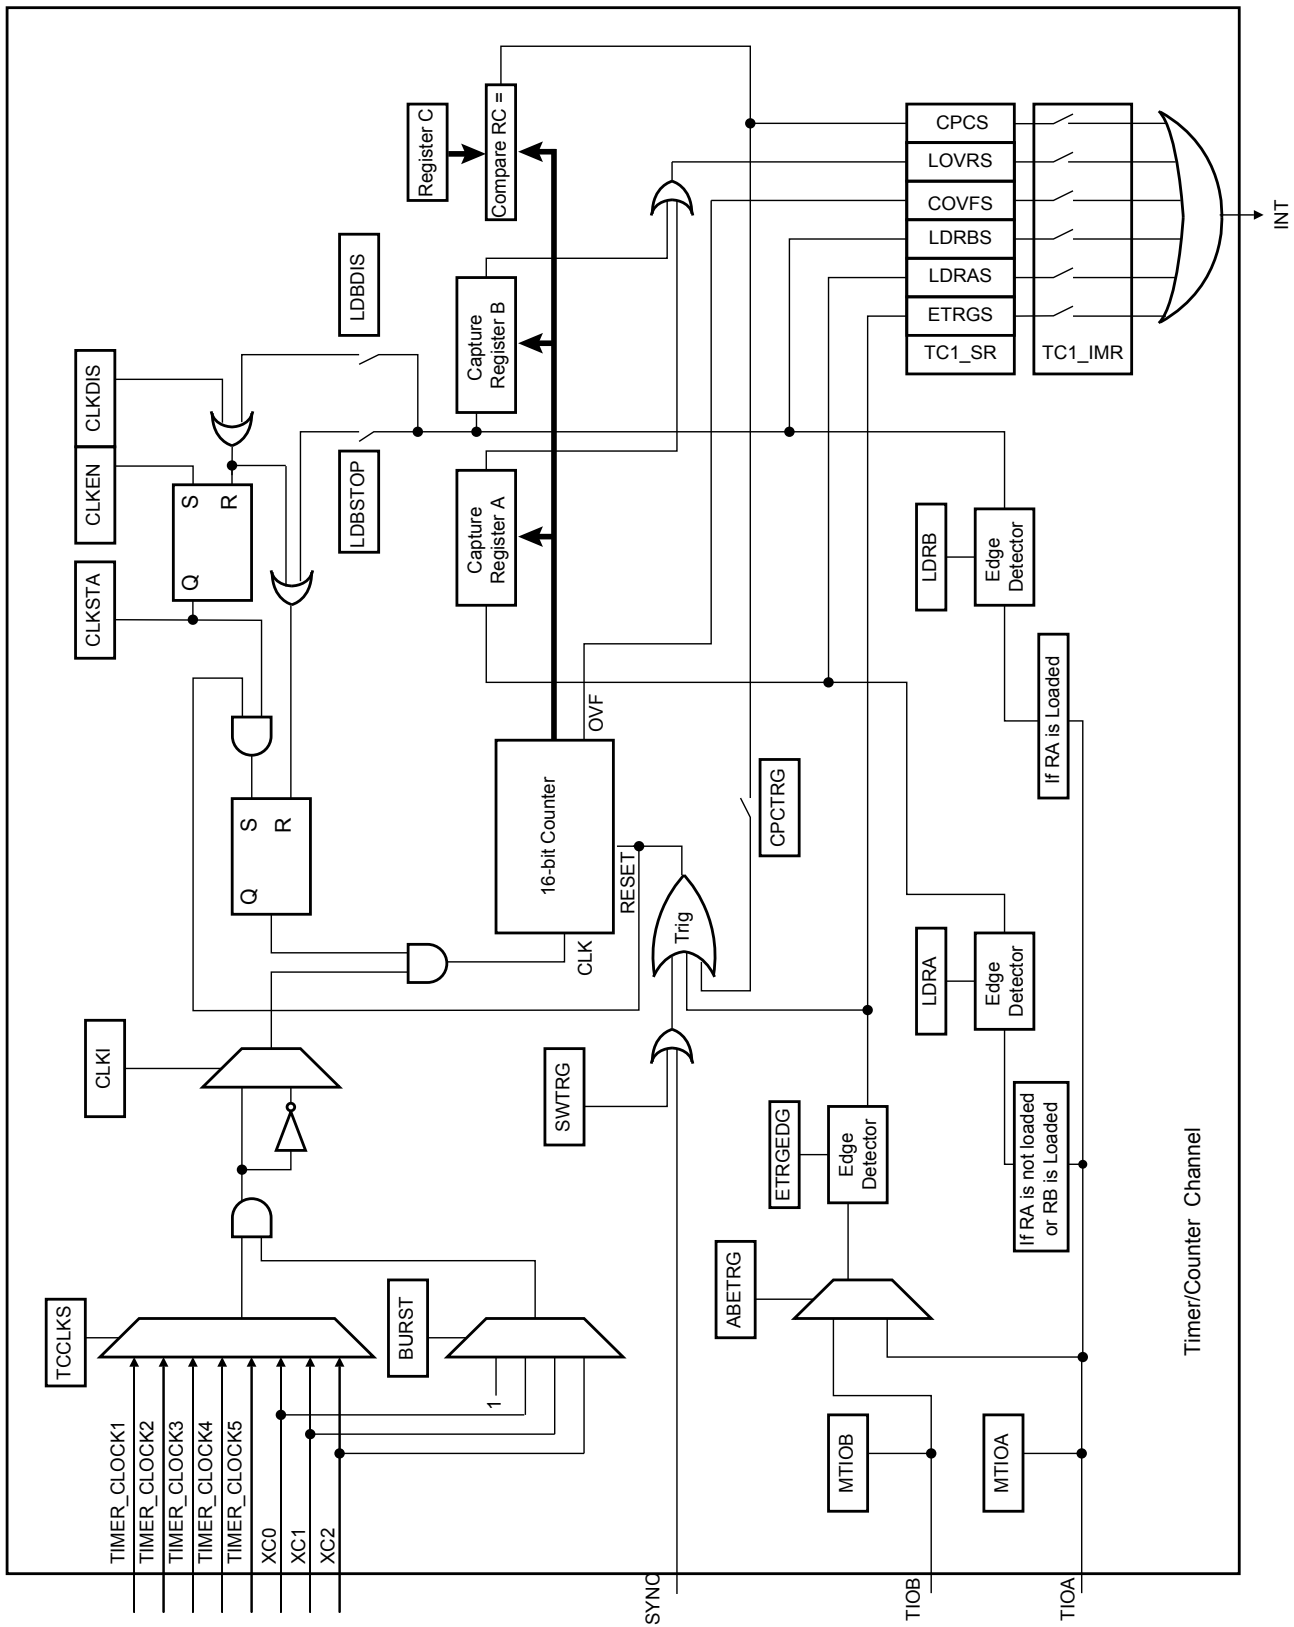 TIMER_CLOCK1
TIMER_CLOCK2
TIMER_CLOCK3
TIMER_CLOCK4
TIMER_CLOCK5
XC0
XC1
XC2
TCCLKS
BURST
1
CLKI
CLKSTA
CLKEN
CLKDIS
Q
S
R
Q
S
R
LDBSTOP
LDBDIS
Register C
Compare RC =
Capture
Register A
Capture
Register B
16-bit Counter
CLK
OVF
RESET
Trig
SWTRG
CPCTRG
SYNC
ABETRG
ETRGEDG
Edge
Detector
MTIOB
TIOB
MTIOA
TIOA
LDRA
Edge
Detector
If RA is not loaded
or RB is Loaded
LDRB
Edge
Detector
If RA is Loaded
CPCS
LOVRS
COVFS
LDRBS
LDRAS
ETRGS
TC1_SR
TC1_IMR
INT
Timer/Counter Channel